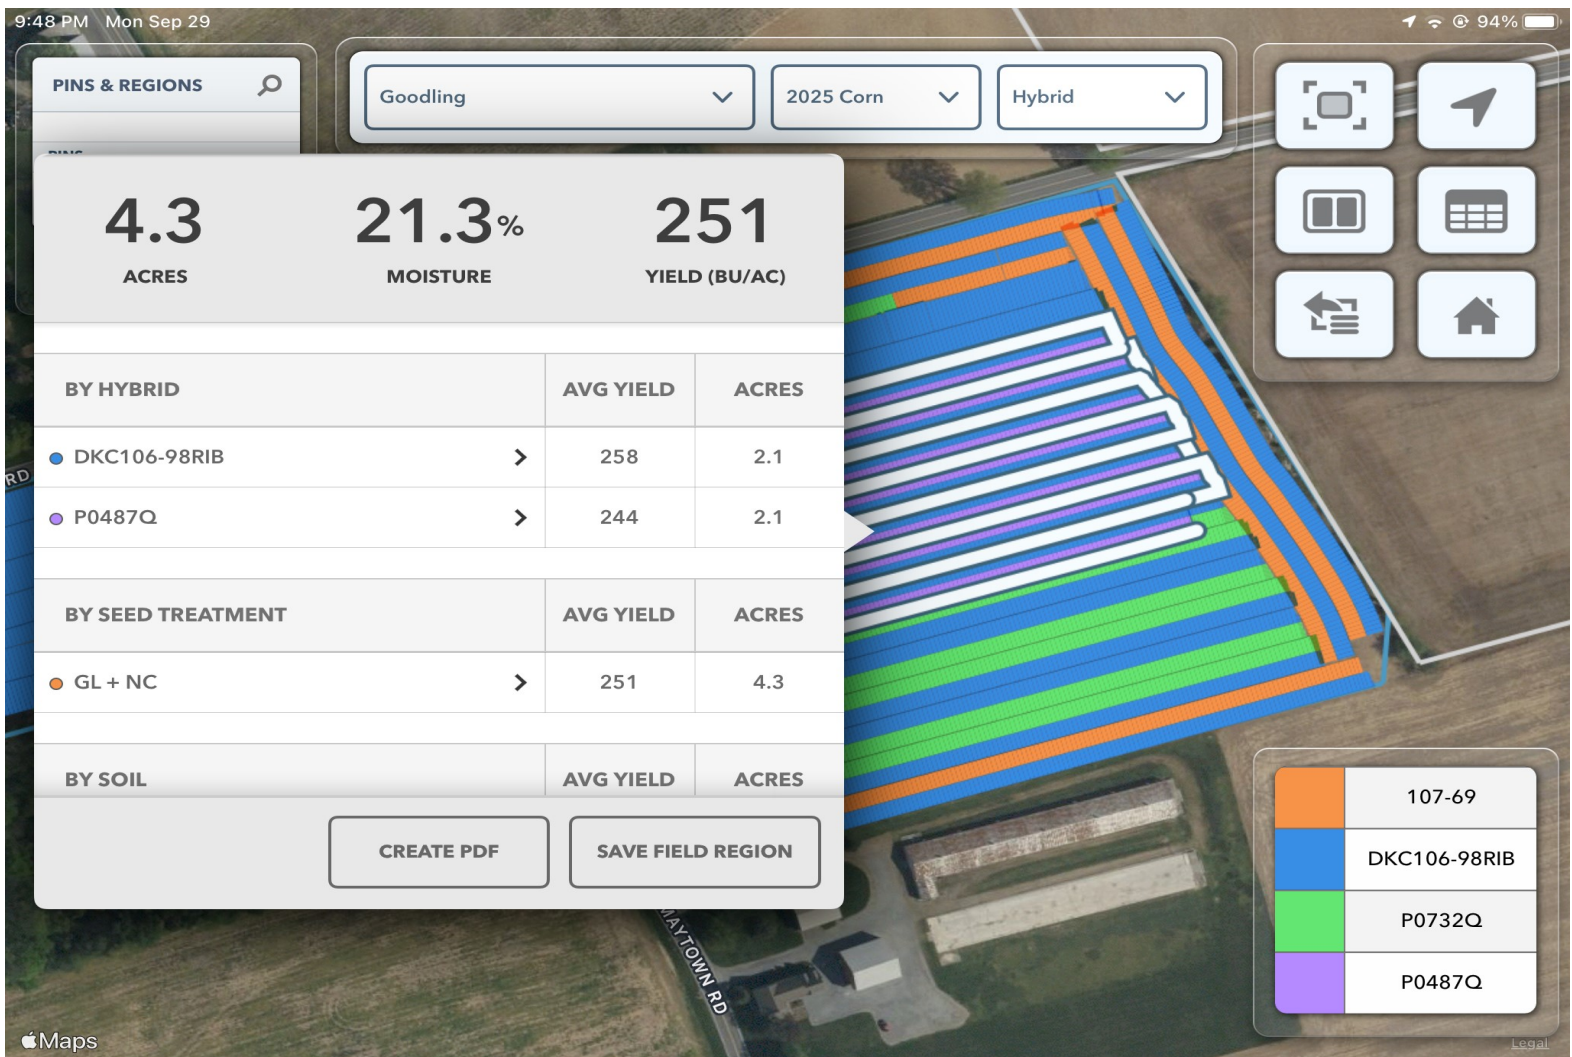 9:48 PM Mon Sep 29
94%
PINS & REGIONS
Goodling
2025 Corn
Hybrid
PINS
4.3
ACRES
21.3%
MOISTURE
251
YIELD (BU/AC)
BY HYBRID AVG YIELD ACRES
DKC106-98RIB 258 2.1
P0487Q 244 2.1
BY SEED TREATMENT AVG YIELD ACRES
GL + NC 251 4.3
BY SOIL AVG YIELD ACRES
CREATE PDF
SAVE FIELD REGION
RD
MAYTOWN RD
107-69
DKC106-98RIB
P0732Q
P0487Q
Maps
Legal